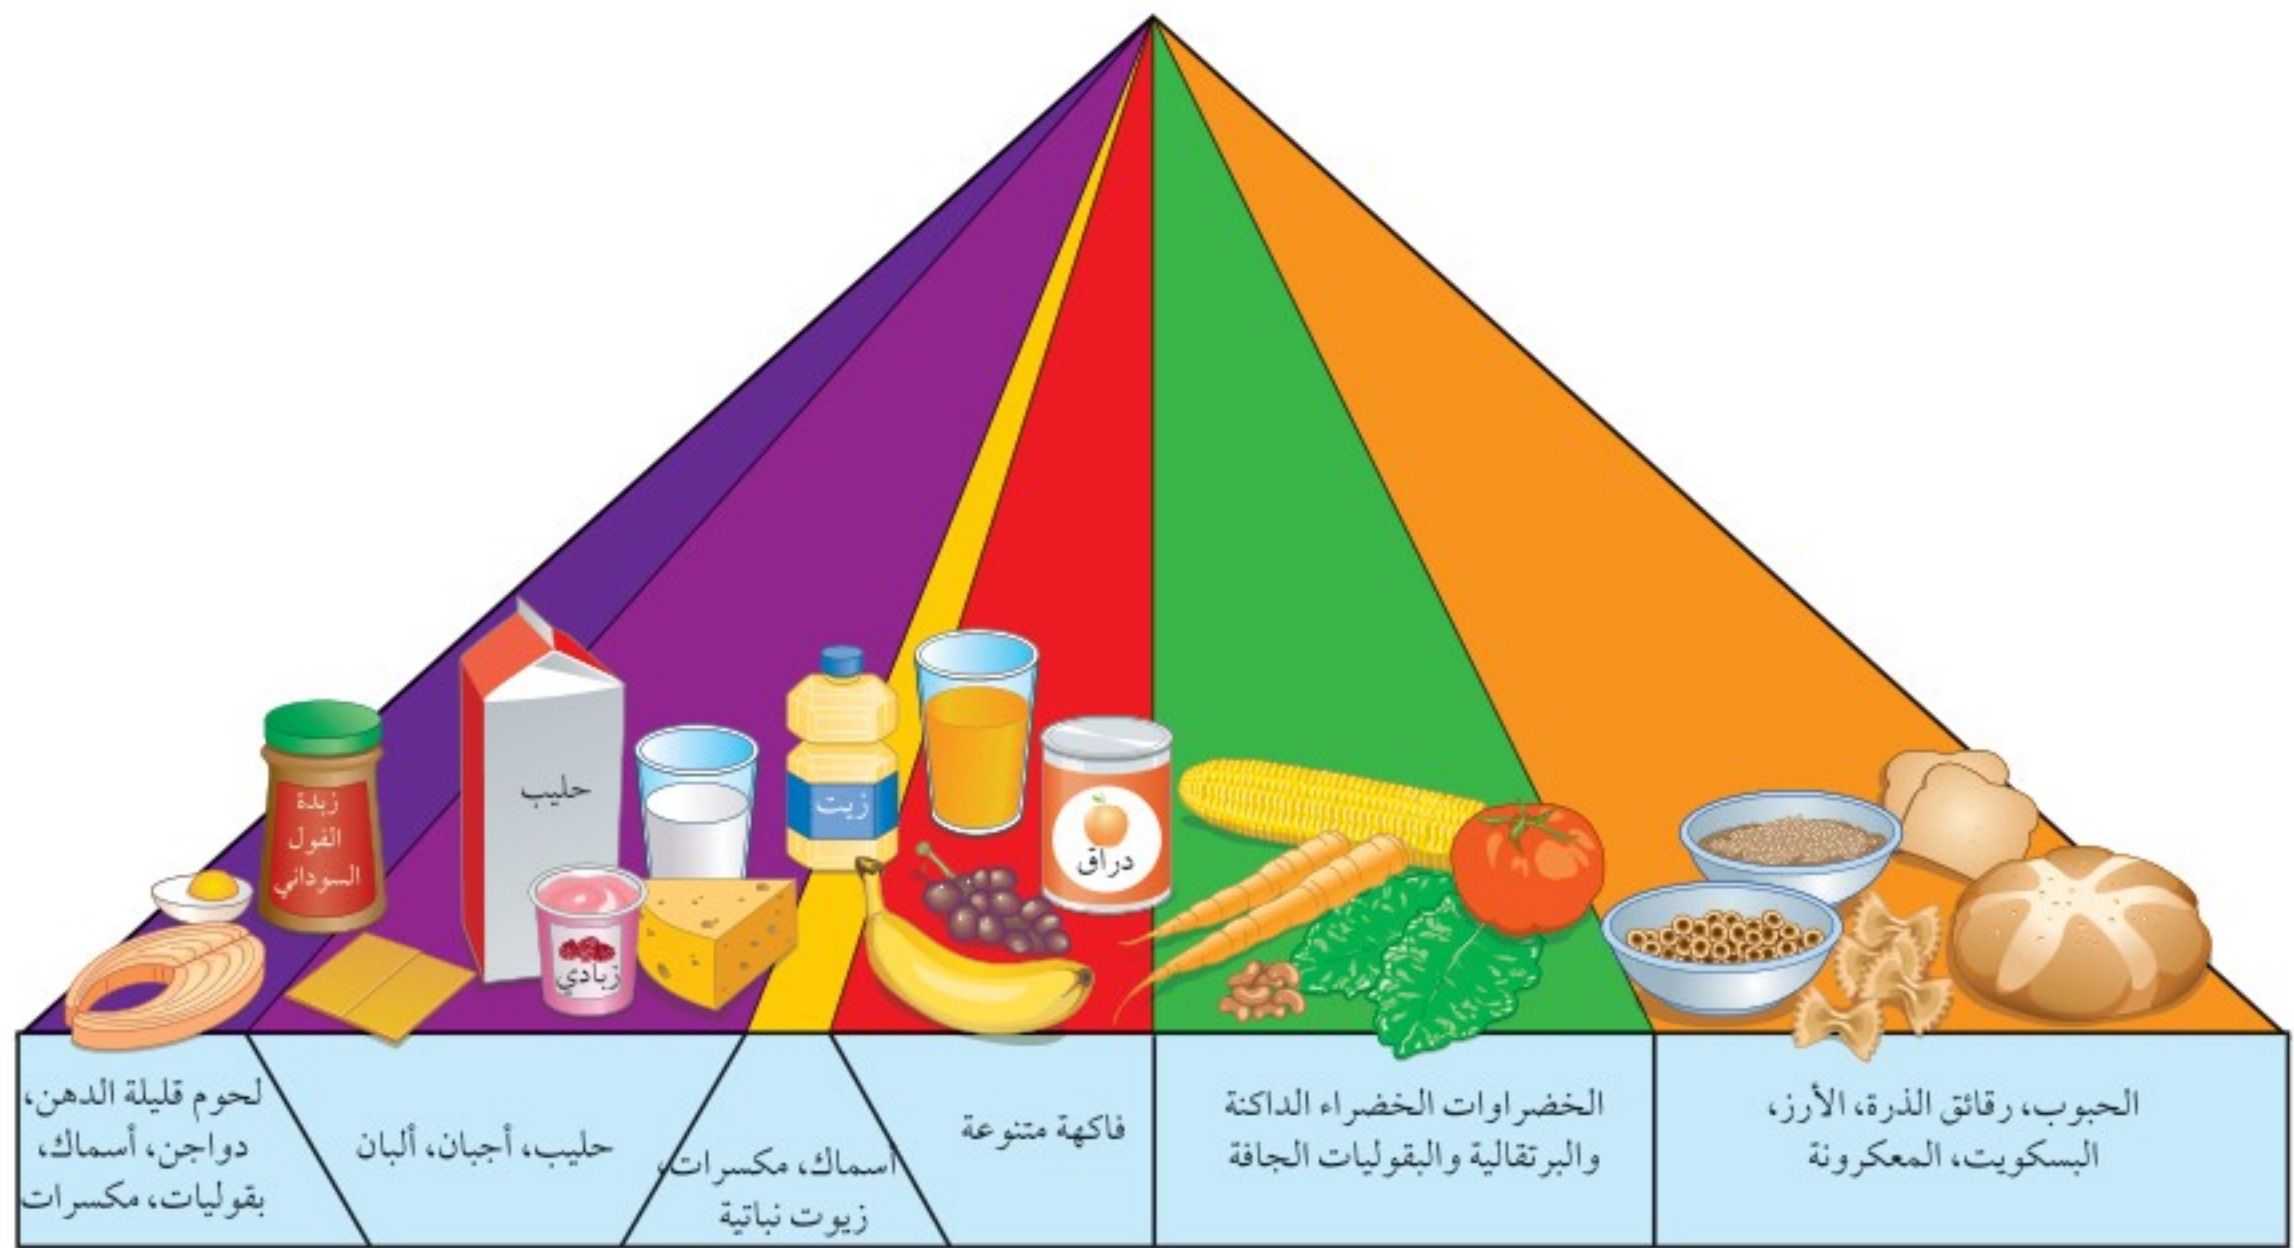 زبدة
الفول
السوداني
حليب
زبادي
زيت
دراق
الحبوب، رقائق الذرة، الأرز،
البسكويت، المعكرونة
الخضراوات الخضراء الداكنة
والبرتقالية والبقوليات الجافة
فاكهة متنوعة
أسماك، مكسرات،
زيوت نباتية
حليب، أجبان، ألبان
لحوم قليلة الدهن،
دواجن، أسماك،
بقوليات، مكسرات